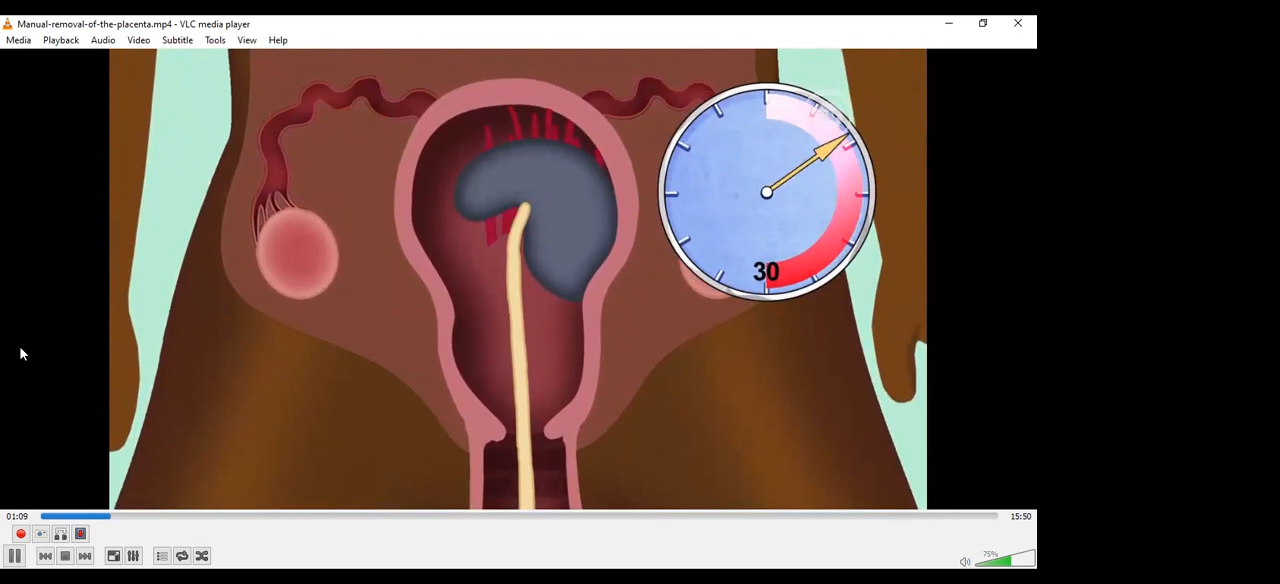 Manual-removal-of-the-placenta.mp4 - VLC media player
Media Playback Audio Video Subtitle Tools View Help
30
01:09 15:50
75%